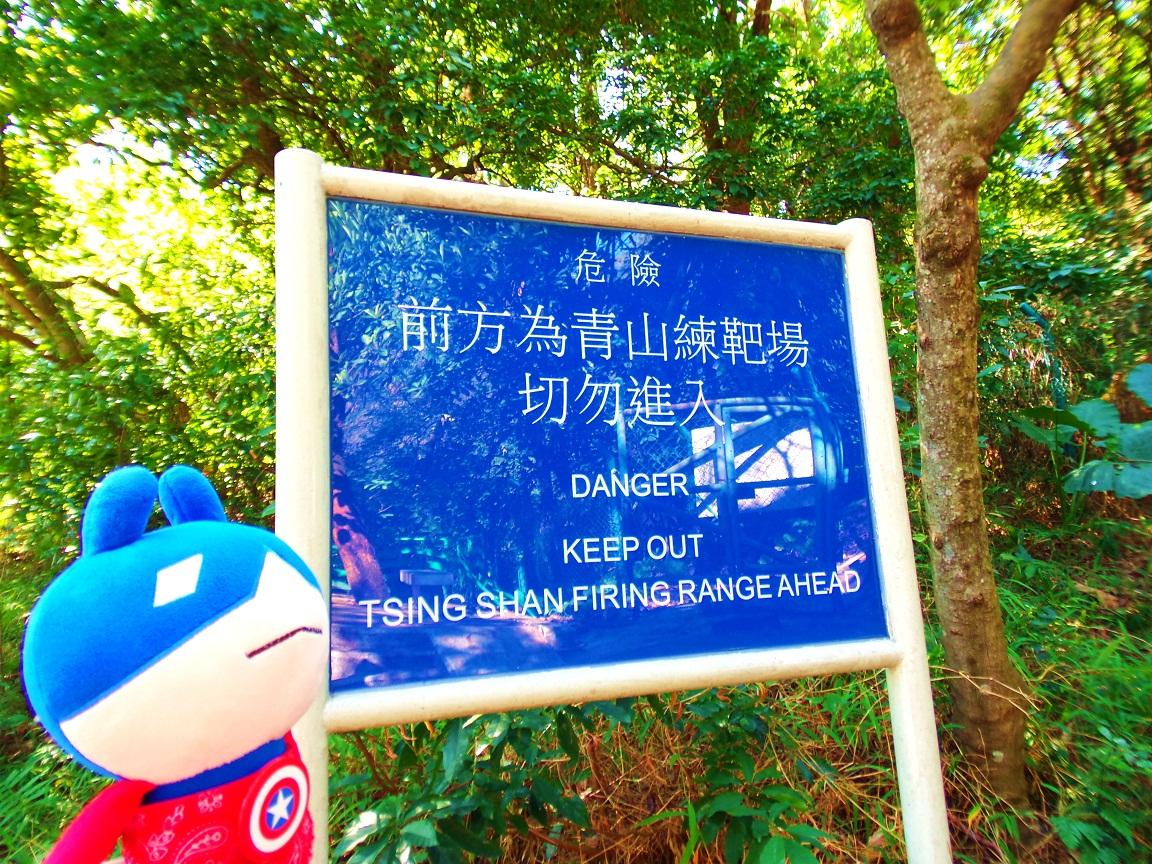 危險
前方為青山練靶場
切勿進入
DANGER
KEEP OUT
TSING SHAN FIRING RANGE AHEAD